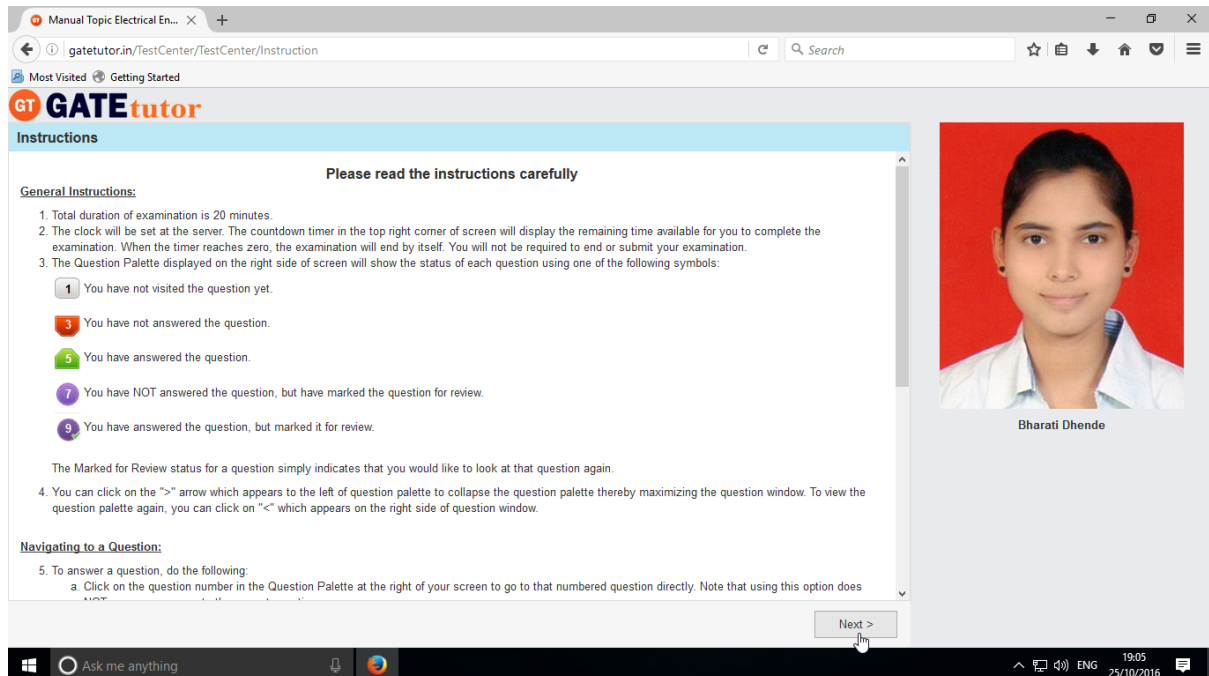 Manual Topic Electrical En...
gatetutor.in/TestCenter/TestCenter/Instruction
Search
Most Visited
Getting Started
GT GATEtutor
Instructions
Please read the instructions carefully
General Instructions:
1. Total duration of examination is 20 minutes.
2. The clock will be set at the server. The countdown timer in the top right corner of screen will display the remaining time available for you to complete the
examination. When the timer reaches zero, the examination will end by itself. You will not be required to end or submit your examination.
3. The Question Palette displayed on the right side of screen will show the status of each question using one of the following symbols:
1 You have not visited the question yet.
3 You have not answered the question.
5 You have answered the question.
7 You have NOT answered the question, but have marked the question for review.
9 You have answered the question, but marked it for review.
The Marked for Review status for a question simply indicates that you would like to look at that question again.
4. You can click on the ">" arrow which appears to the left of question palette to collapse the question palette thereby maximizing the question window. To view the
question palette again, you can click on "<" which appears on the right side of question window.
Navigating to a Question:
5. To answer a question, do the following:
a. Click on the question number in the Question Palette at the right of your screen to go to that numbered question directly. Note that using this option does
Next >
Bharati Dhende
Ask me anything
ENG
19:05
25/10/2016